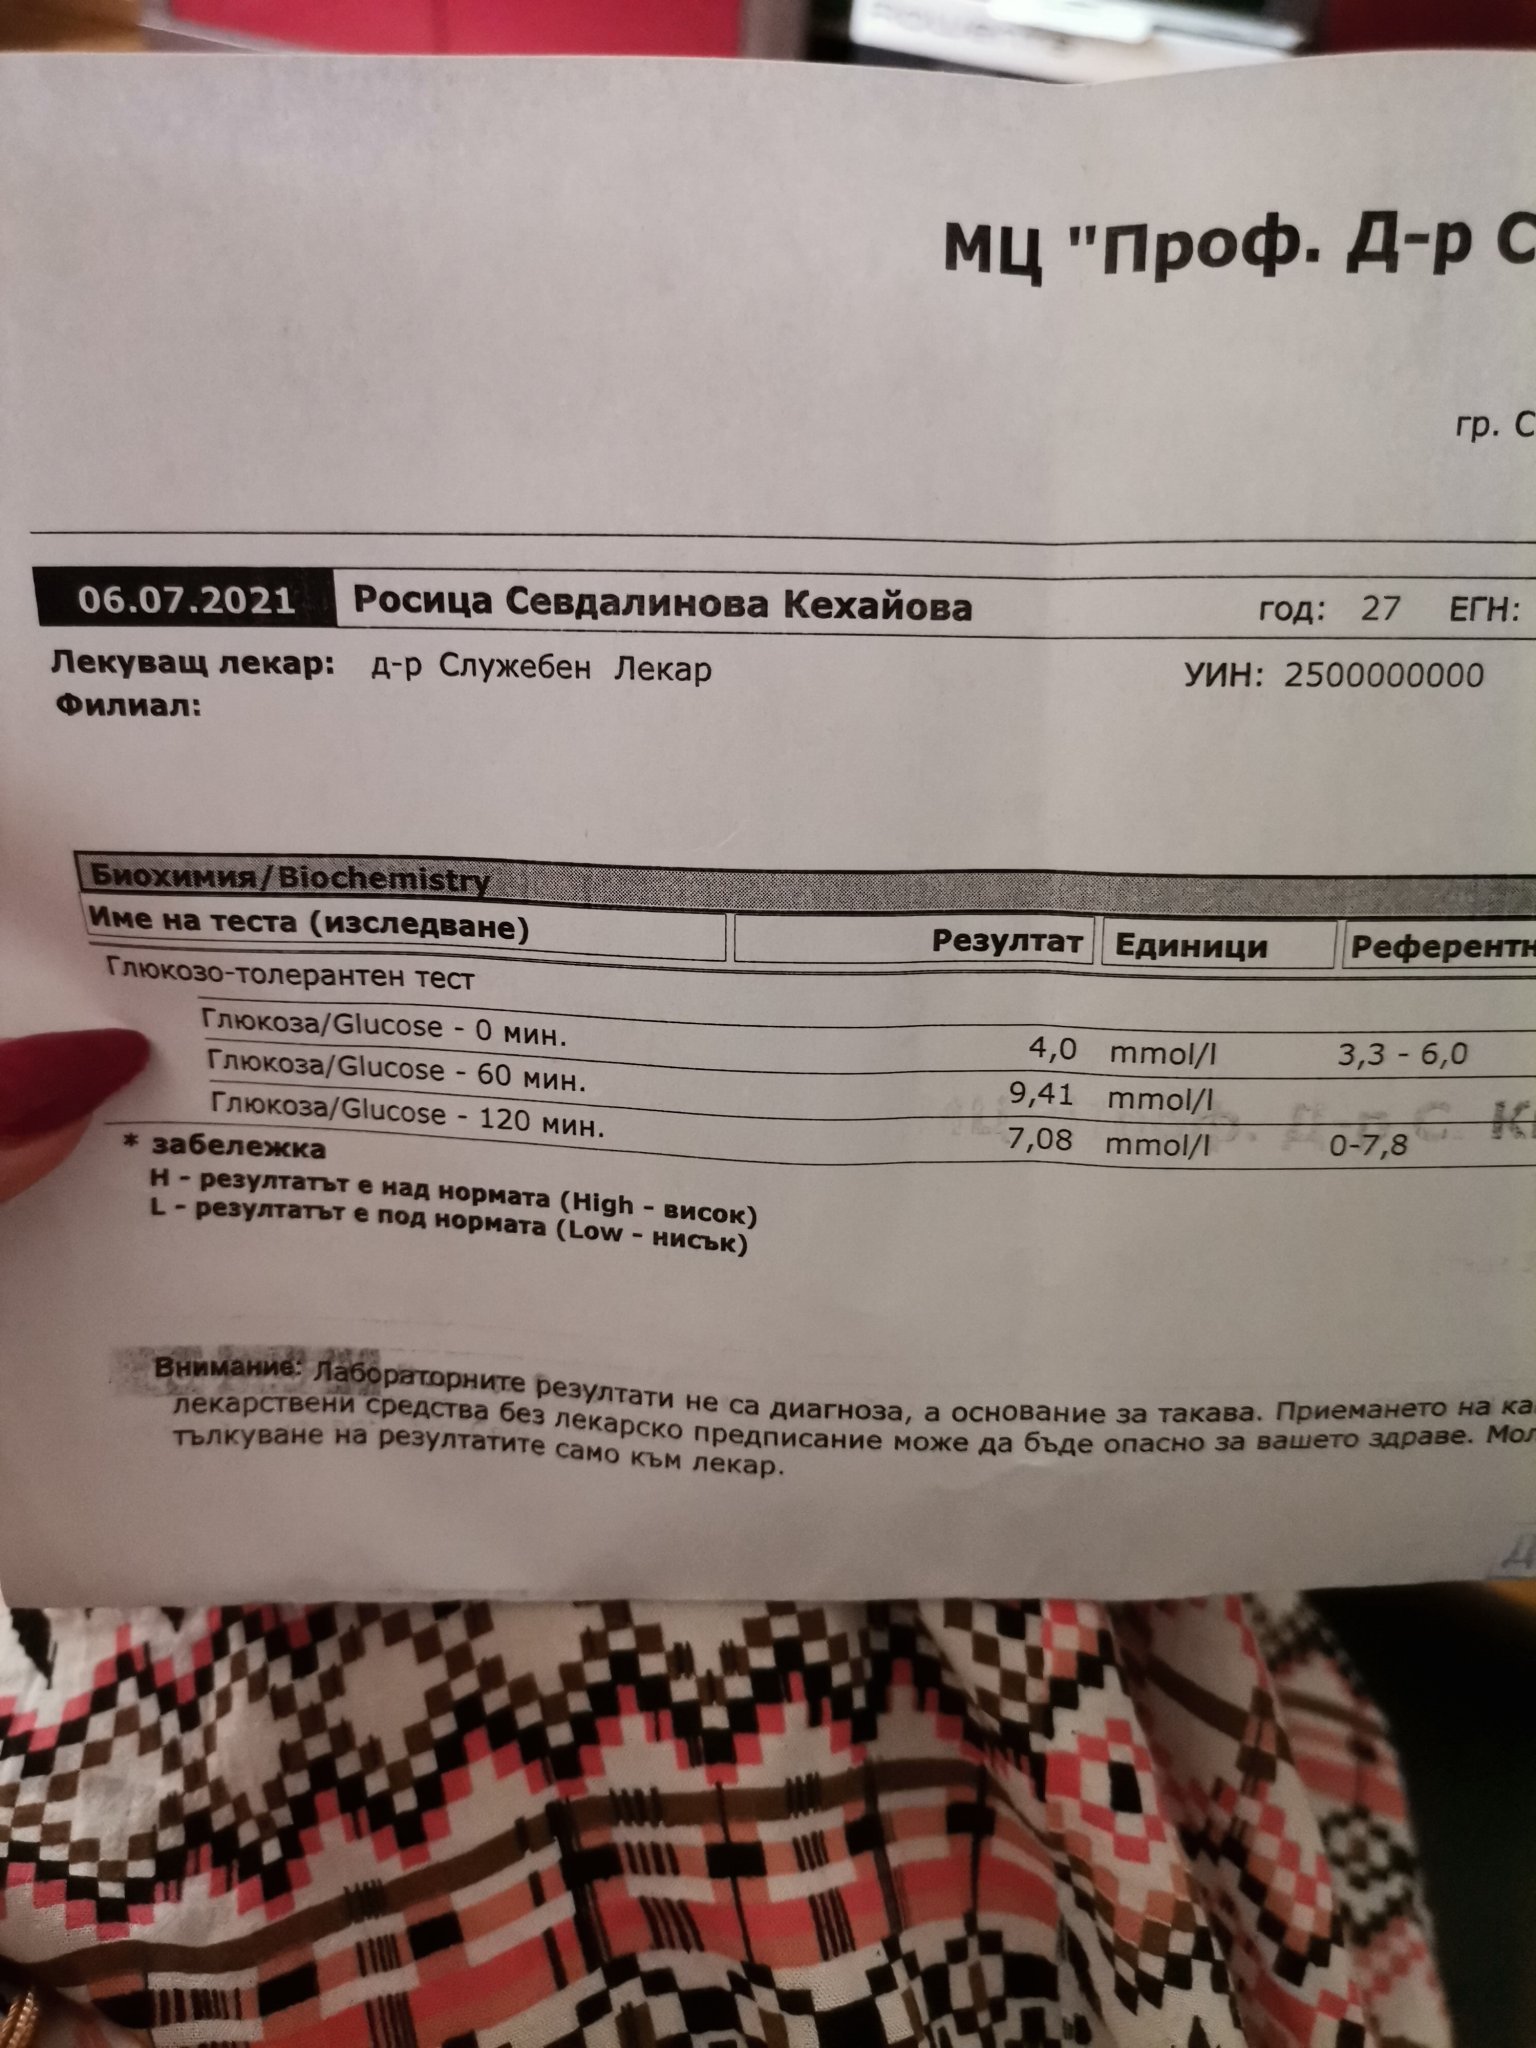 МЦ "Проф. Д-р С
гр. С
06.07.2021 Росица Севдалинова Кехайова год: 27 ЕГН:
Лекуващ лекар: д-р Служебен Лекар УИН: 2500000000
Филиал:
Биохимия/Biochemistry
Име на теста (изследване) Резултат Единици Референтн
Глюкозо-толерантен тест
Глюкоза/Glucose - 0 мин. 4,0 mmol/l 3,3 - 6,0
Глюкоза/Glucose - 60 мин. 9,41 mmol/l
Глюкоза/Glucose - 120 мин. 7,08 mmol/l 0-7,8
* забележка
H - резултатът е над нормата (High - висок)
L - резултатът е под нормата (Low - нисък)
Внимание: Лабораторните резултати не са диагноза, а основание за такава. Приемането на ка
лекарствени средства без лекарско предписание може да бъде опасно за вашето здраве. Мол
тълкуване на резултатите само към лекар.